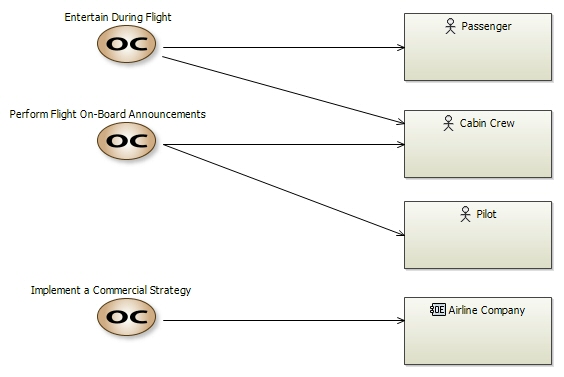 Entertain During Flight
OC
Passenger
Perform Flight On-Board Announcements
OC
Cabin Crew
Pilot
Implement a Commercial Strategy
OC
OE Airline Company